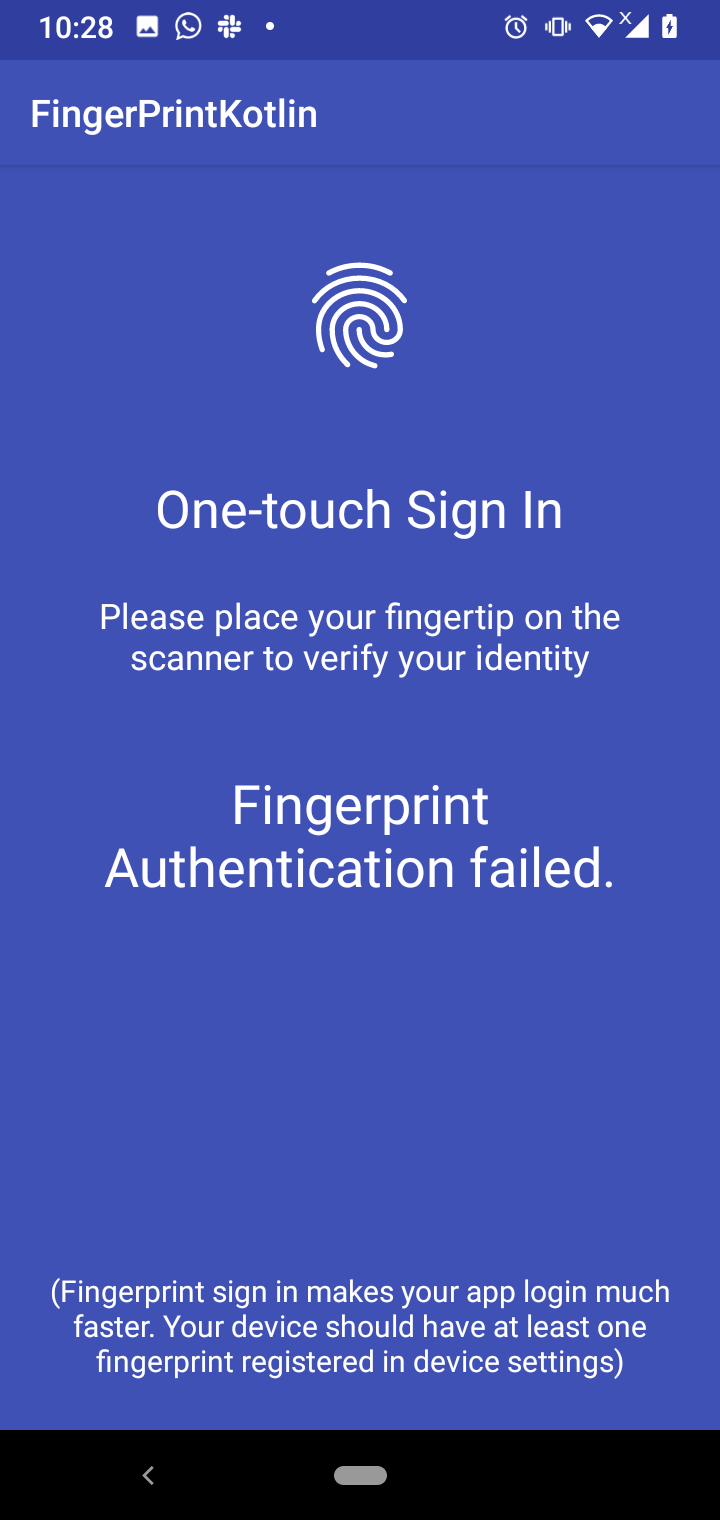 10:28
FingerPrintKotlin
One-touch Sign In
Please place your fingertip on the
scanner to verify your identity
Fingerprint
Authentication failed.
(Fingerprint sign in makes your app login much
faster. Your device should have at least one
fingerprint registered in device settings)